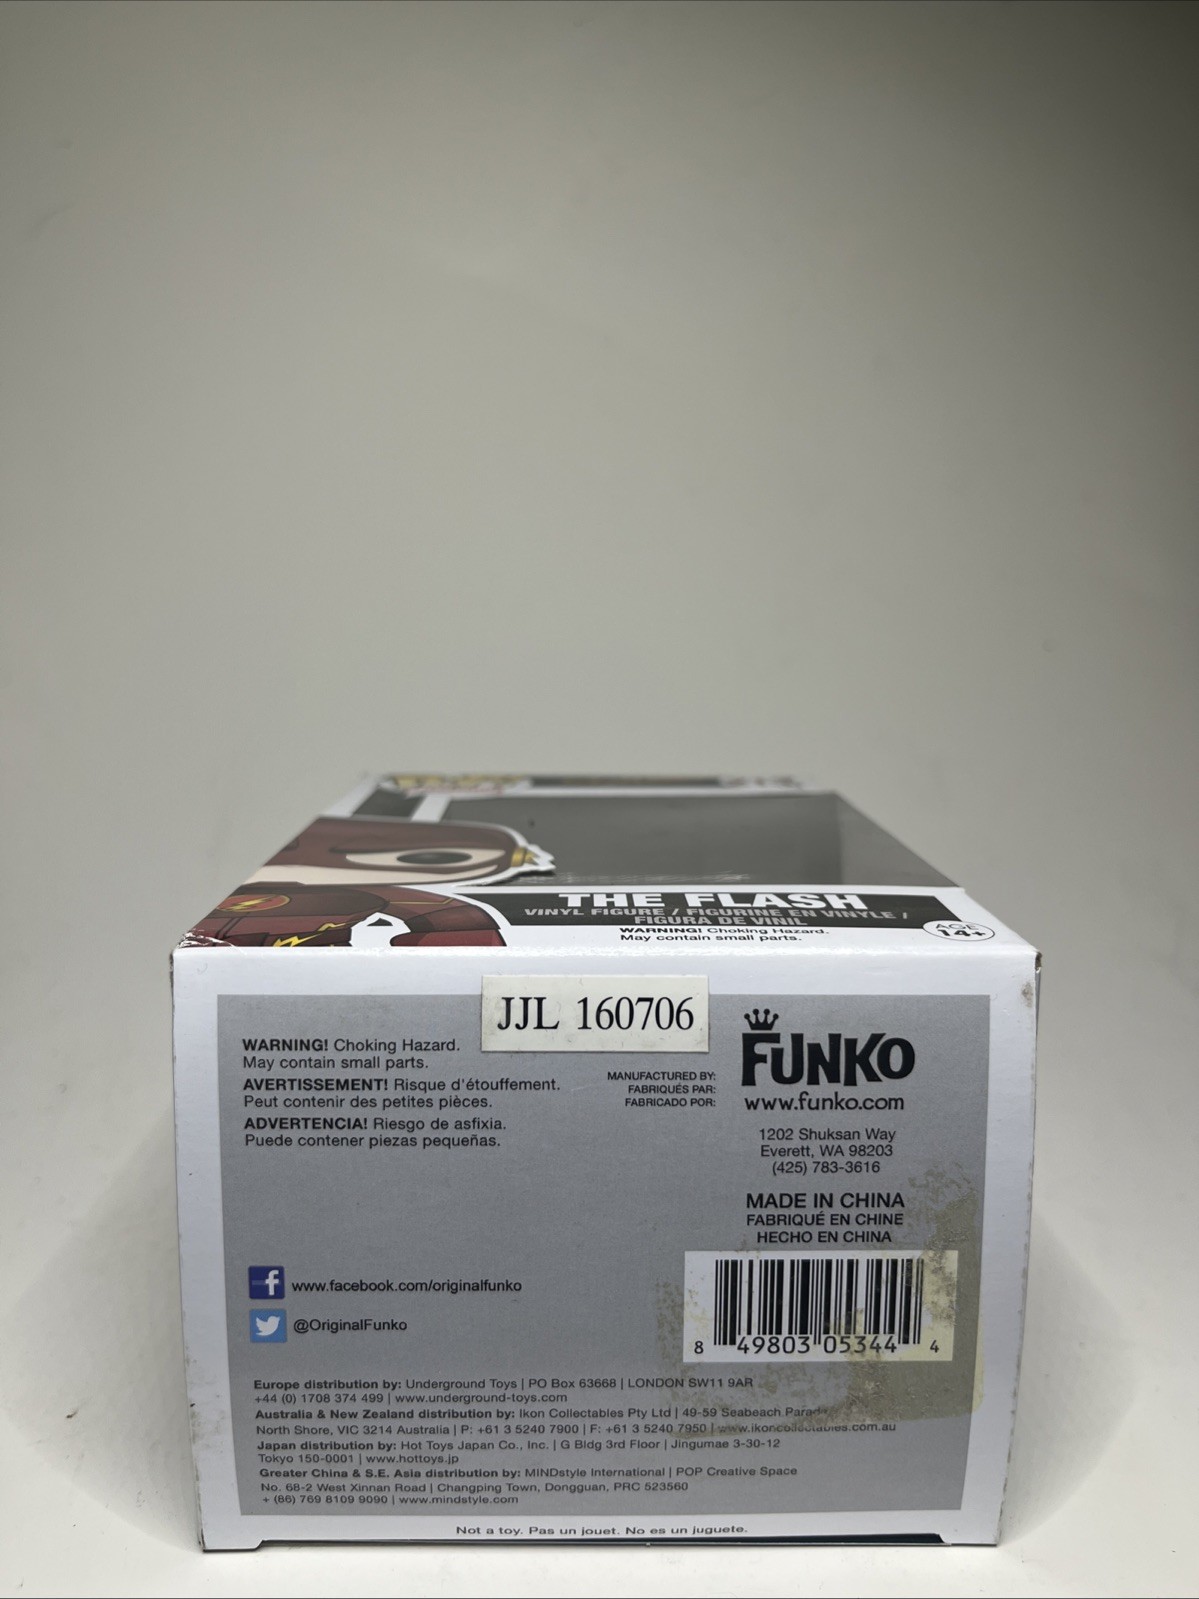 THE FLASH
VINYL FIGURE / FIGURINE EN VINYLE /
FIGURA DE VINIL
WARNING! Choking Hazard.
May contain small parts.
AGE
14+
JJL 160706
WARNING! Choking Hazard.
May contain small parts.
AVERTISSEMENT! Risque d'étouffement.
Peut contenir des petites pièces.
ADVERTENCIA! Riesgo de asfixia.
Puede contener piezas pequeñas.
MANUFACTURED BY:
FABRIQUÉS PAR:
FABRICADO POR:
FUNKO
www.funko.com
1202 Shuksan Way
Everett, WA 98203
(425) 783-3616
MADE IN CHINA
FABRIQUÉ EN CHINE
HECHO EN CHINA
8 49803 05344 4
f www.facebook.com/originalfunko
@OriginalFunko
Europe distribution by: Underground Toys | PO Box 63668 | LONDON SW11 9AR
+44 (0) 1708 374 499 | www.underground-toys.com
Australia & New Zealand distribution by: Ikon Collectables Pty Ltd | 49-59 Seabeach Parade
North Shore, VIC 3214 Australia | P: +61 3 5240 7900 | F: +61 3 5240 7950 | www.ikoncollectables.com.au
Japan distribution by: Hot Toys Japan Co., Inc. | G Bldg 3rd Floor | Jingumae 3-30-12
Tokyo 150-0001 | www.hottoys.jp
Greater China & S.E. Asia distribution by: MINDstyle International | POP Creative Space
No. 68-2 West Xinnan Road | Changping Town, Dongguan, PRC 523560
+ (86) 769 8109 9090 | www.mindstyle.com
Not a toy. Pas un jouet. No es un juguete.